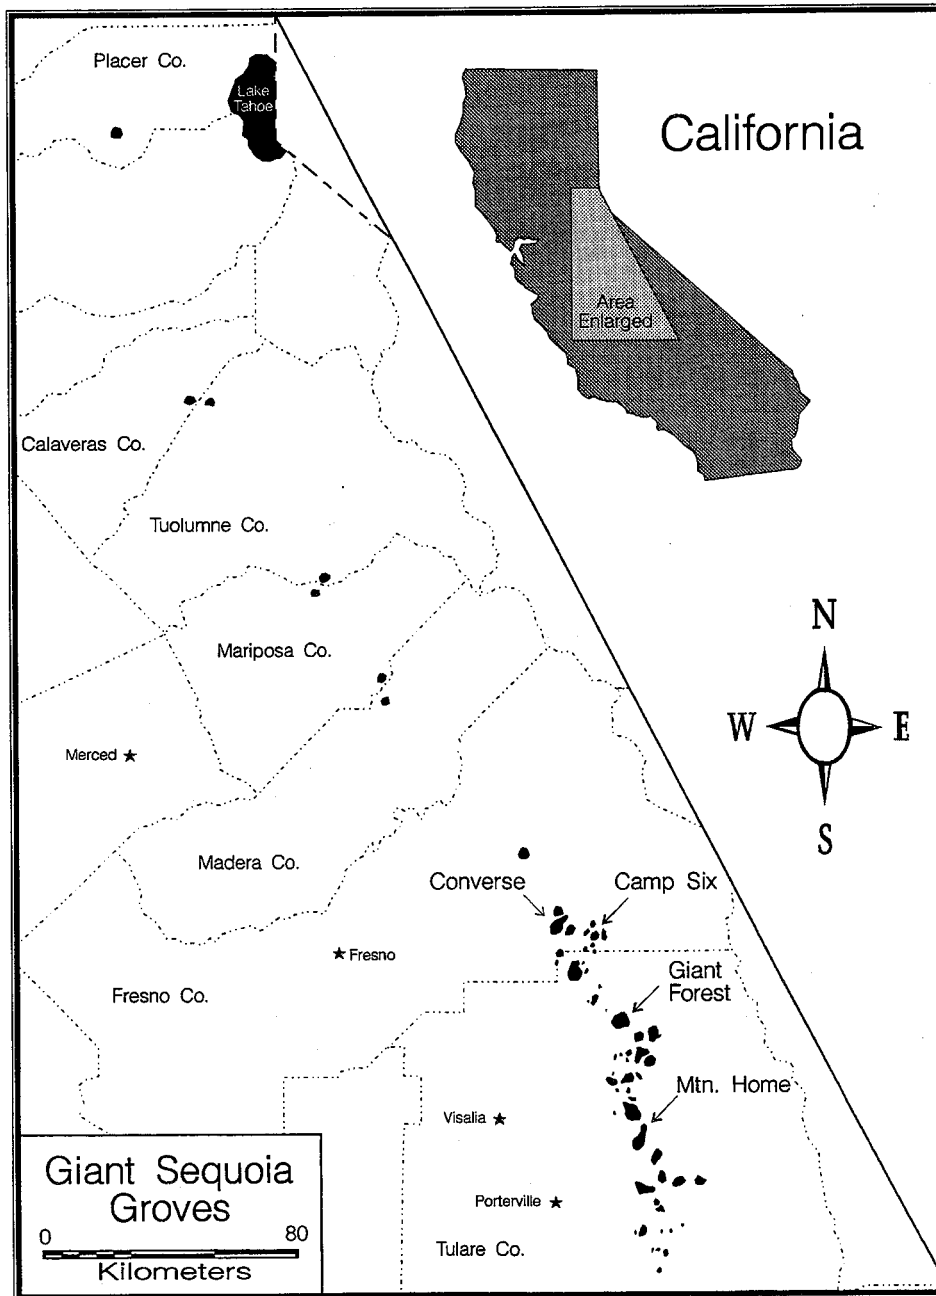 Placer Co.
Lake
Tahoe
California
Area
Enlarged
Calaveras Co.
Tuolumne Co.
Mariposa Co.
N
W
E
S
Merced
Madera Co.
Converse
Camp Six
Fresno
Fresno Co.
Giant
Forest
Mtn. Home
Visalia
Porterville
Tulare Co.
Giant Sequoia
Groves
0 80
Kilometers